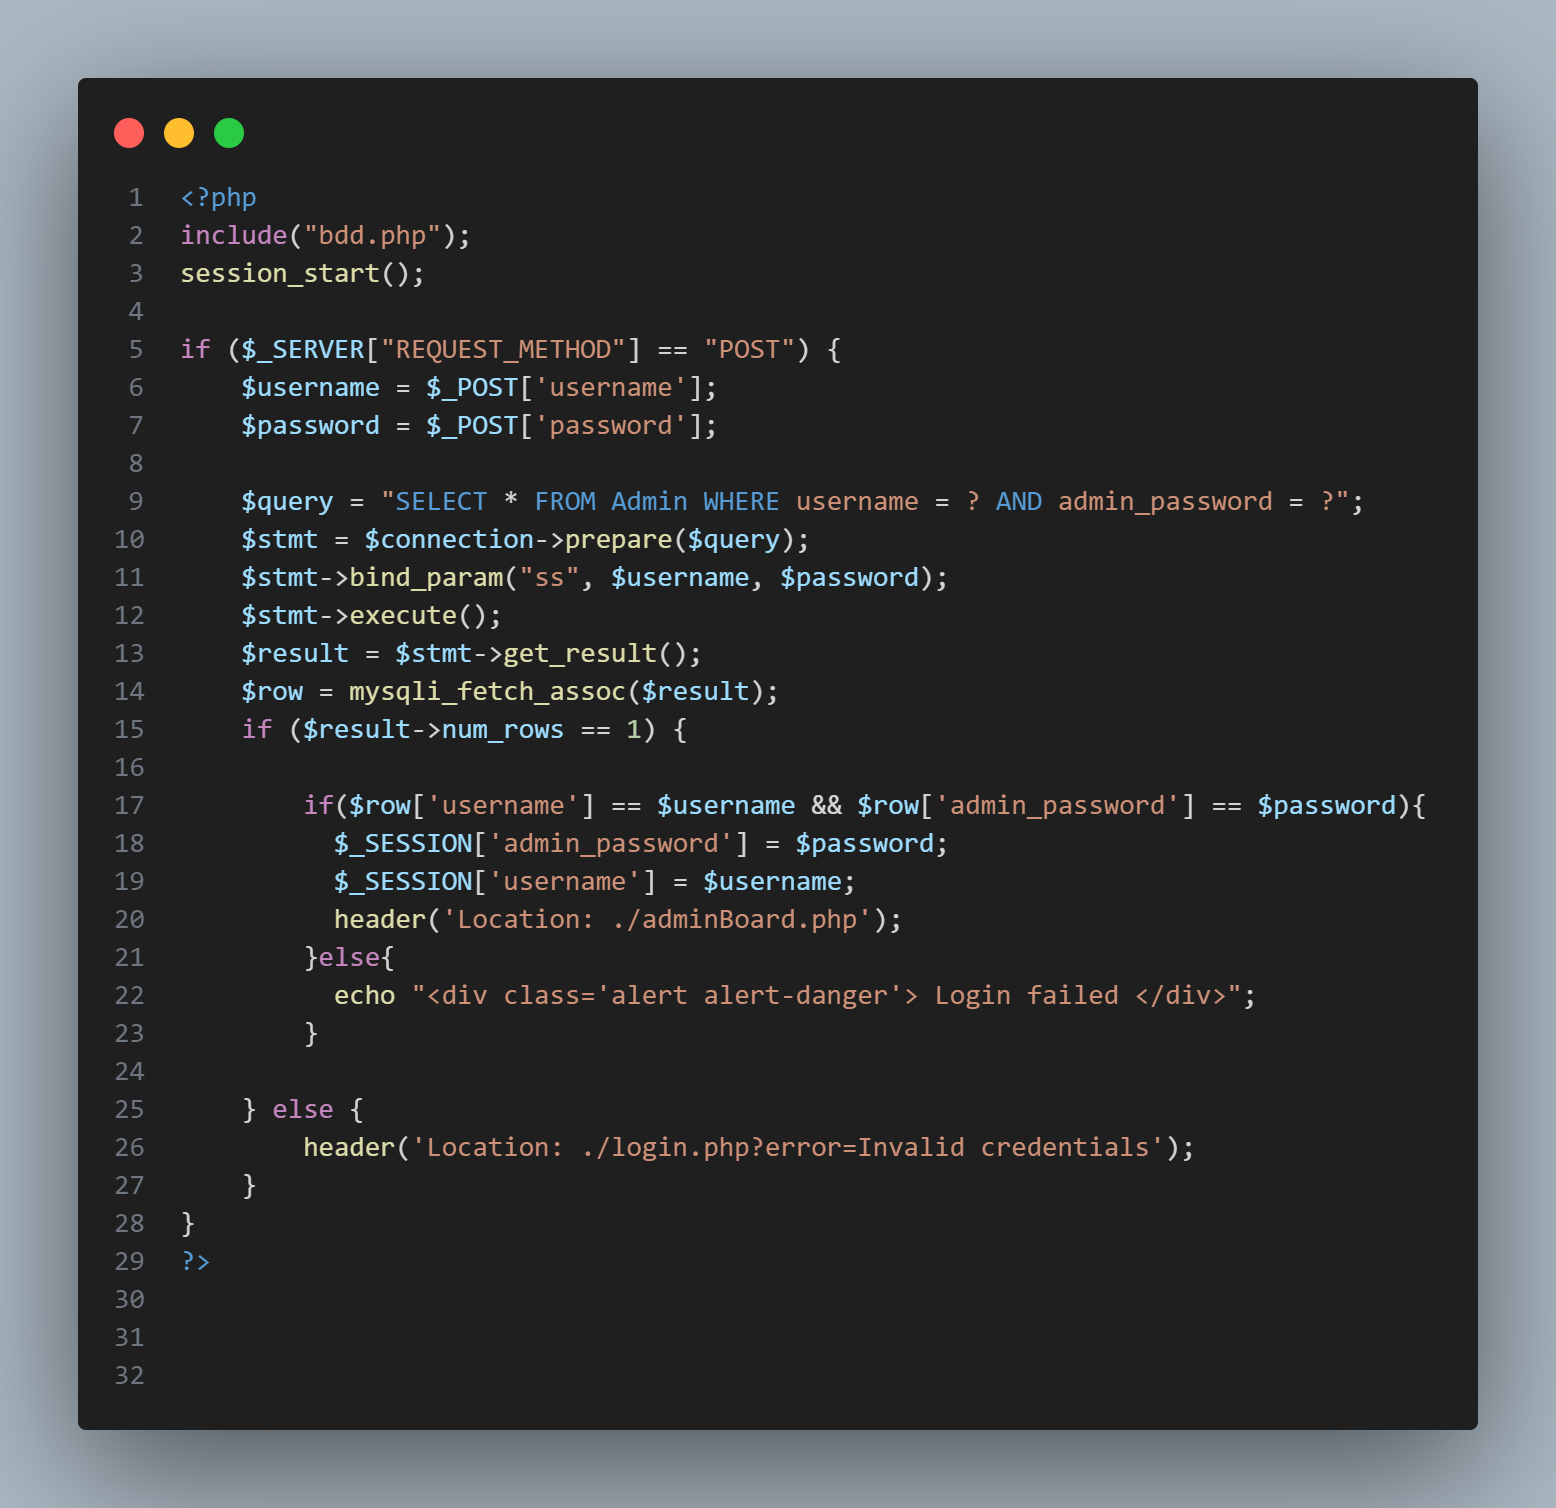 1 <?php
2 include("bdd.php");
3 session_start();
4
5 if ($_SERVER["REQUEST_METHOD"] == "POST") {
6     $username = $_POST['username'];
7     $password = $_POST['password'];
8
9     $query = "SELECT * FROM Admin WHERE username = ? AND admin_password = ?";
10     $stmt = $connection->prepare($query);
11     $stmt->bind_param("ss", $username, $password);
12     $stmt->execute();
13     $result = $stmt->get_result();
14     $row = mysqli_fetch_assoc($result);
15     if ($result->num_rows == 1) {
16
17         if($row['username'] == $username && $row['admin_password'] == $password){
18           $_SESSION['admin_password'] = $password;
19           $_SESSION['username'] = $username;
20           header('Location: ./adminBoard.php');
21         }else{
22           echo "<div class='alert alert-danger'> Login failed </div>";
23         }
24
25     } else {
26         header('Location: ./login.php?error=Invalid credentials');
27     }
28 }
29 ?>
30
31
32